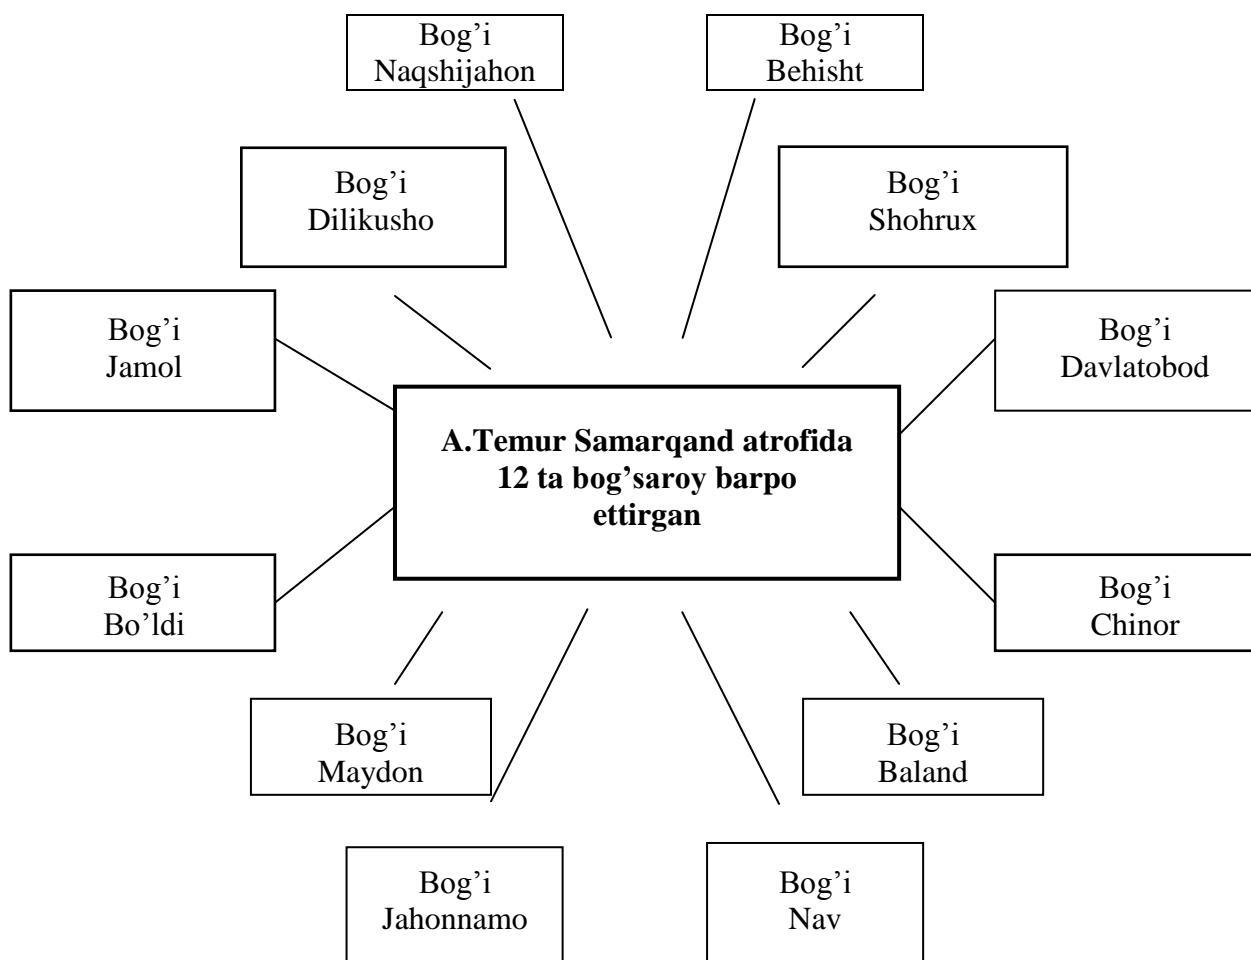 Bog’i
Naqshijahon
Bog’i
Behisht
Bog’i
Dilikusho
Bog’i
Shohrux
Bog’i
Jamol
Bog’i
Davlatobod
A.Temur Samarqand atrofida
12 ta bog’saroy barpo
ettirgan
Bog’i
Bo’ldi
Bog’i
Chinor
Bog’i
Maydon
Bog’i
Baland
Bog’i
Jahonnamo
Bog’i
Nav